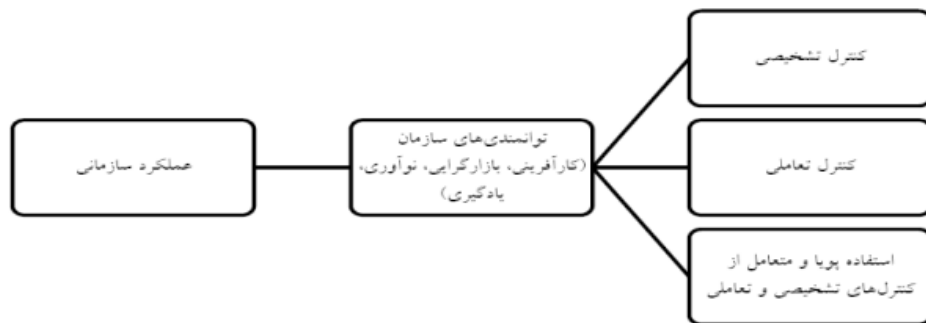 کنترل تشخیصی
کنترل تعاملی
استفاده پویا و متعامل از
کنترل‌های تشخیصی و تعاملی
توانمندی‌های سازمان
(کارآفرینی، بازارگرایی، نوآوری،
یادگیری)
عملکرد سازمانی